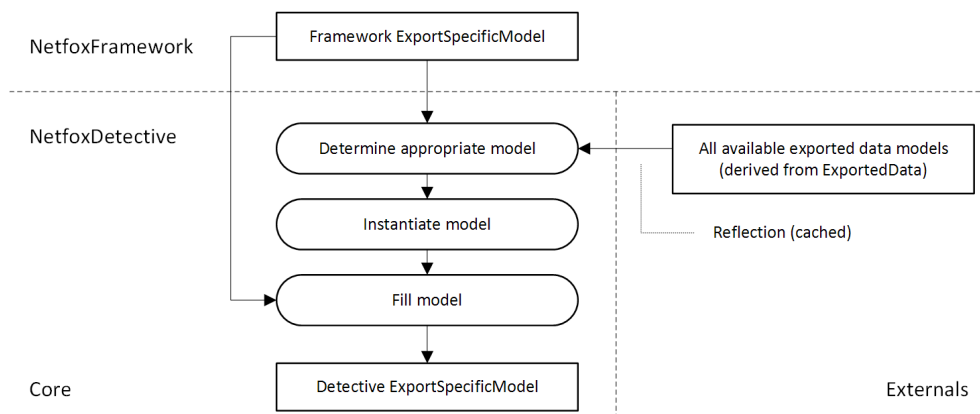 Framework ExportSpecificModel
NetfoxFramework
NetfoxDetective
Determine appropriate model
All available exported data models
(derived from ExportedData)
Instantiate model
Reflection (cached)
Fill model
Detective ExportSpecificModel
Core
Externals